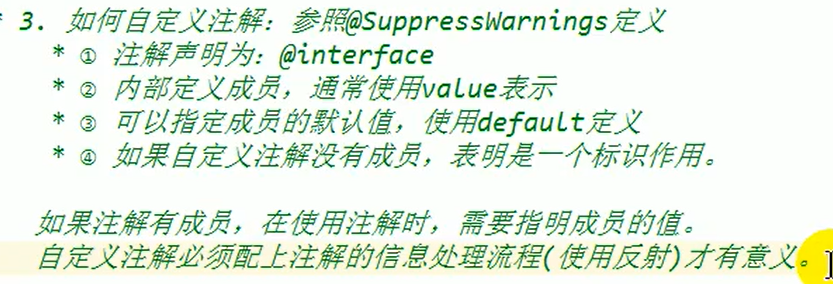 * 3. 如何自定义注解：参照@SuppressWarnings定义
* ① 注解声明为：@interface
* ② 内部定义成员，通常使用value表示
* ③ 可以指定成员的默认值，使用default定义
* ④ 如果自定义注解没有成员，表明是一个标识作用。
如果注解有成员，在使用注解时，需要指明成员的值。
自定义注解必须配上注解的信息处理流程(使用反射)才有意义。